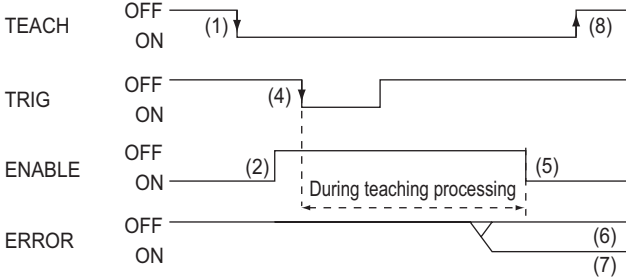 TEACH
OFF
ON
(1)
(8)
TRIG
OFF
ON
(4)
ENABLE
OFF
ON
(2)
(5)
During teaching processing
ERROR
OFF
ON
(6)
(7)